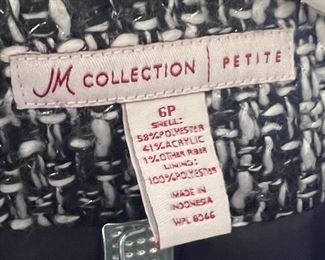 JM COLLECTION | PETITE
6P
SHELL:
58%POLYESTER
41%ACRYLIC
1%OTHER FIBER
LINING:
100%POLYESTER
MADE IN
INDONESIA
WPL 8046